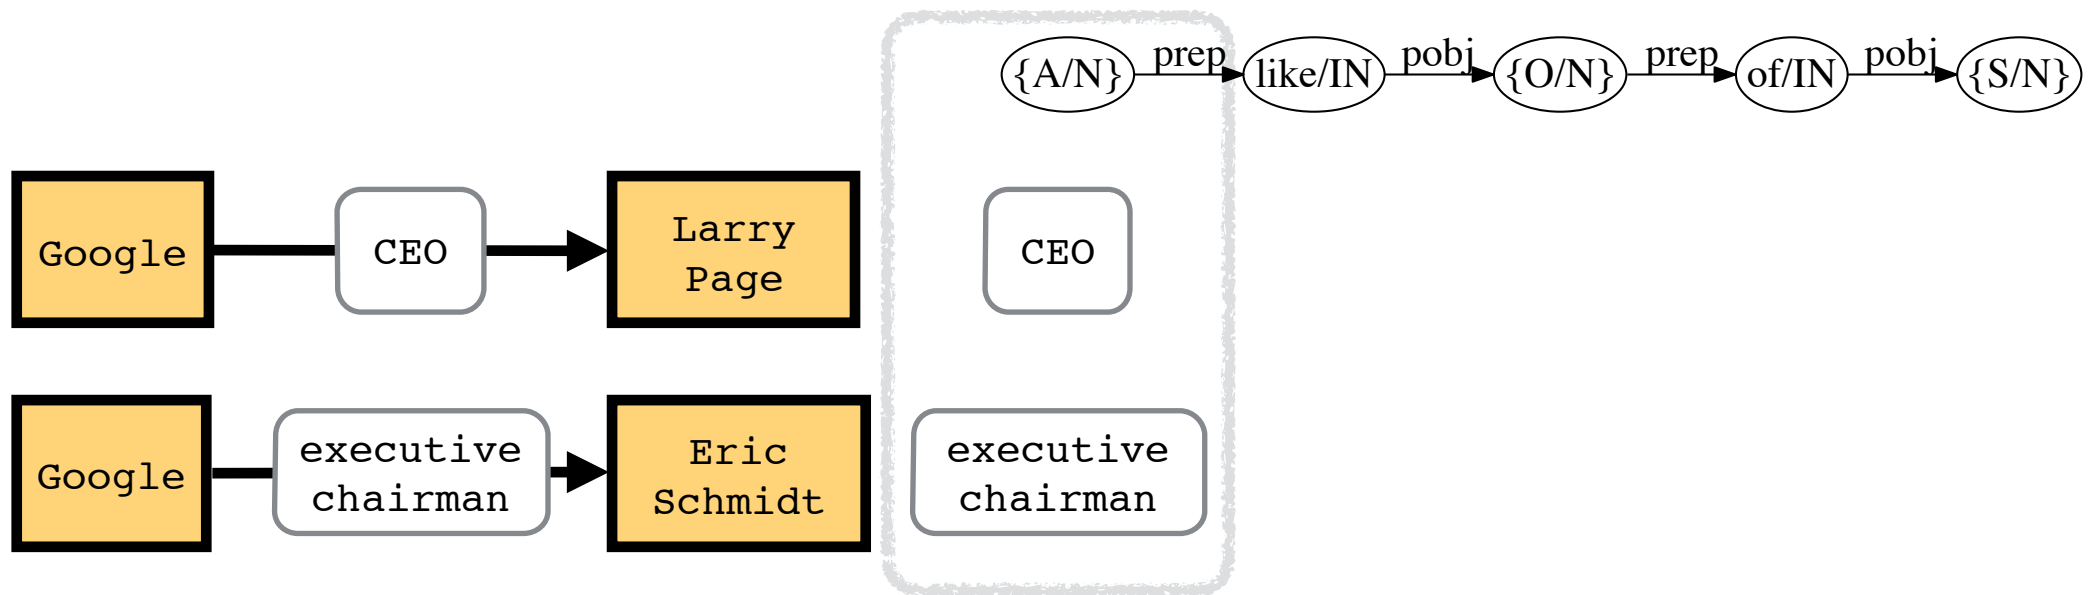 {A/N} prep like/IN pobj {O/N} prep of/IN pobj {S/N}
Google
CEO
Larry
Page
CEO
Google
executive
chairman
Eric
Schmidt
executive
chairman